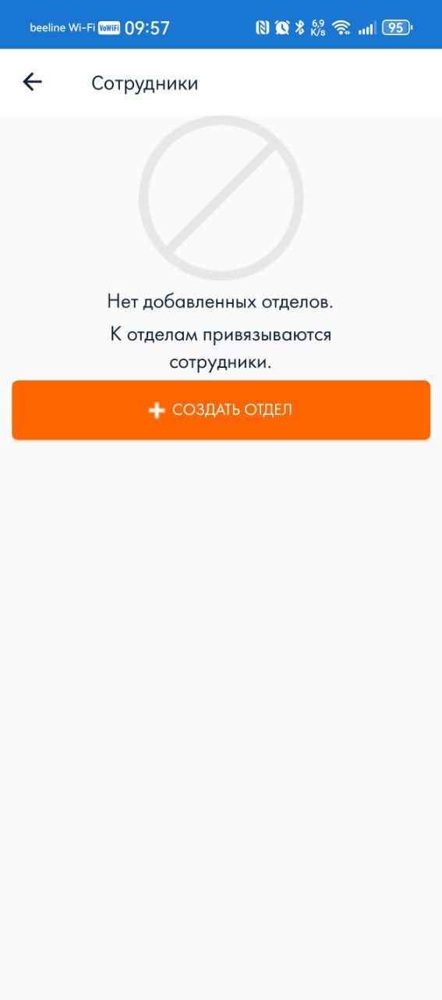 beeline Wi-Fi VoWiFi 09:57 6,9 K/s 95
Сотрудники
Нет добавленных отделов.
К отделам привязываются
сотрудники.
СОЗДАТЬ ОТДЕЛ